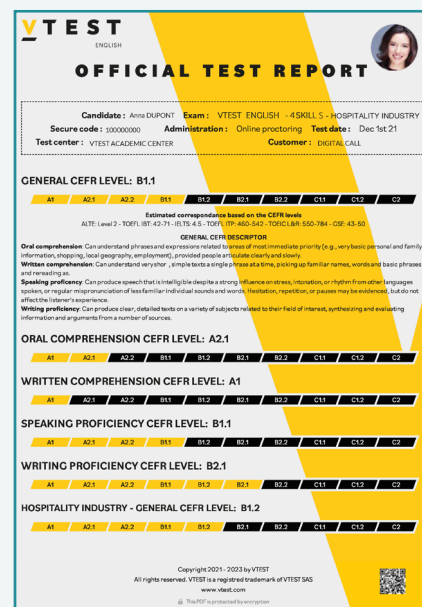 VTEST
ENGLISH
OFFICIAL TEST REPORT
Candidate : Anna DUPONT Exam : VTEST ENGLISH - 4 SKILLS - HOSPITALITY INDUSTRY
Secure code : 100000000 Administration : Online proctoring Test date : Dec 1st 21
Test center : VTEST ACADEMIC CENTER Customer : DIGITAL CALL
GENERAL CEFR LEVEL: B1.1
A1 A2.1 A2.2 B1.1 B1.2 B2.1 B2.2 C1.1 C1.2 C2
Estimated correspondance based on the CEFR levels
ALTE: Level 2 - TOEFL IBT: 42-71 - IELTS: 4.5 - TOEFL ITP: 460-542 - TOEIC L&R: 550-784 - GSE: 43-50
GENERAL CEFR DESCRIPTOR
Oral comprehension: Can understand phrases and expressions related to areas of most immediate priority (e.g., very basic personal and family
information, shopping, local geography, employment), provided people articulate clearly and slowly.
Written comprehension: Can understand very shor , simple texts a single phrase at a time, picking up familiar names, words and basic phrases
and rereading as.
Speaking proficency: Can produce speech that is intelligible despite a strong influence on stress, intonation, or rhythm from other languages
spoken, or regular mispronunciation of less familiar individual sounds and words. Hesitation, repetition, or pauses may be evidenced, but do not
affect the listener's experience.
Writing proficiency: Can produce clear, detailed texts on a variety of subjects related to their field of interest, synthesizing and evaluating
information and arguments from a number of sources.
ORAL COMPREHENSION CEFR LEVEL: A2.1
A1 A2.1 A2.2 B1.1 B1.2 B2.1 B2.2 C1.1 C1.2 C2
WRITTEN COMPREHENSION CEFR LEVEL: A1
A1 A2.1 A2.2 B1.1 B1.2 B2.1 B2.2 C1.1 C1.2 C2
SPEAKING PROFICIENCY CEFR LEVEL: B1.1
A1 A2.1 A2.2 B1.1 B1.2 B2.1 B2.2 C1.1 C1.2 C2
WRITING PROFICIENCY CEFR LEVEL: B2.1
A1 A2.1 A2.2 B1.1 B1.2 B2.1 B2.2 C1.1 C1.2 C2
HOSPITALITY INDUSTRY - GENERAL CEFR LEVEL: B1.2
A1 A2.1 A2.2 B1.1 B1.2 B2.1 B2.2 C1.1 C1.2 C2
Copyright 2021 - 2023 by VTEST
All rights reserved. VTEST is a registred trademark of VTEST SAS
www.vtest.com
This PDF is protected by encryption